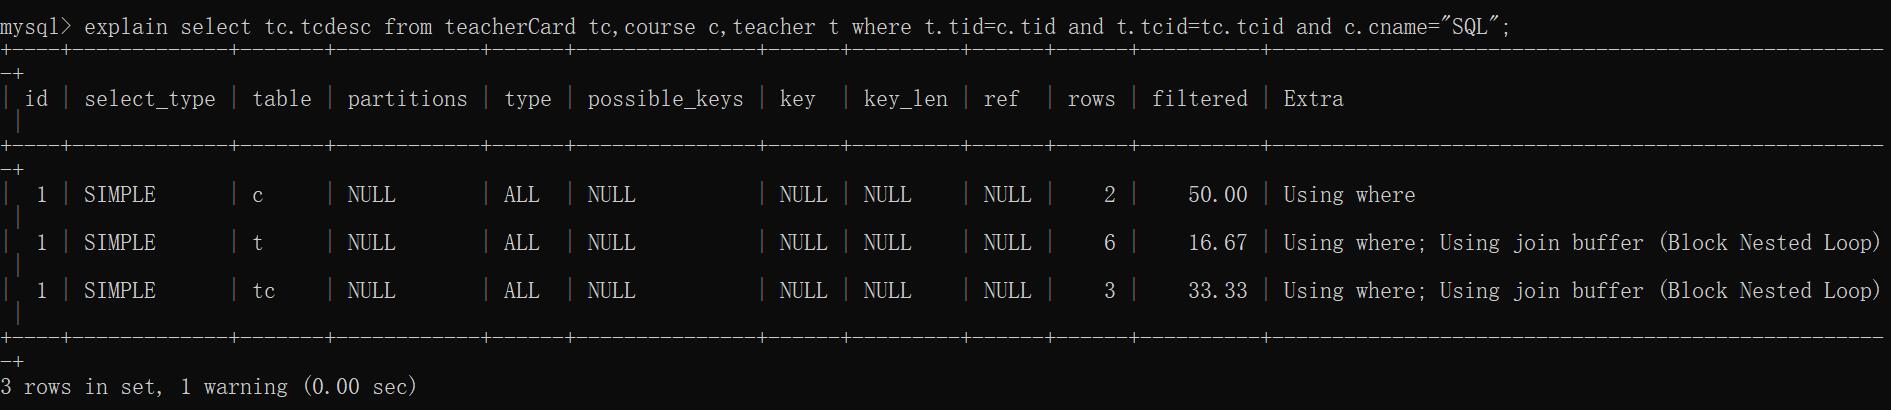 mysql> explain select tc.tcdesc from teacherCard tc,course c,teacher t where t.tid=c.tid and t.tcid=tc.tcid and c.cname="SQL";
+----+-------------+-------+------------+------+---------------+------+---------+------+------+----------+---------------------------------------------------
-+
| id | select_type | table | partitions | type | possible_keys | key  | key_len | ref  | rows | filtered | Extra
 |
+----+-------------+-------+------------+------+---------------+------+---------+------+------+----------+---------------------------------------------------
-+
|  1 | SIMPLE      | c     | NULL       | ALL  | NULL          | NULL | NULL    | NULL |    2 |    50.00 | Using where
 |
|  1 | SIMPLE      | t     | NULL       | ALL  | NULL          | NULL | NULL    | NULL |    6 |    16.67 | Using where; Using join buffer (Block Nested Loop)
 |
|  1 | SIMPLE      | tc    | NULL       | ALL  | NULL          | NULL | NULL    | NULL |    3 |    33.33 | Using where; Using join buffer (Block Nested Loop)
 |
+----+-------------+-------+------------+------+---------------+------+---------+------+------+----------+---------------------------------------------------
-+
3 rows in set, 1 warning (0.00 sec)